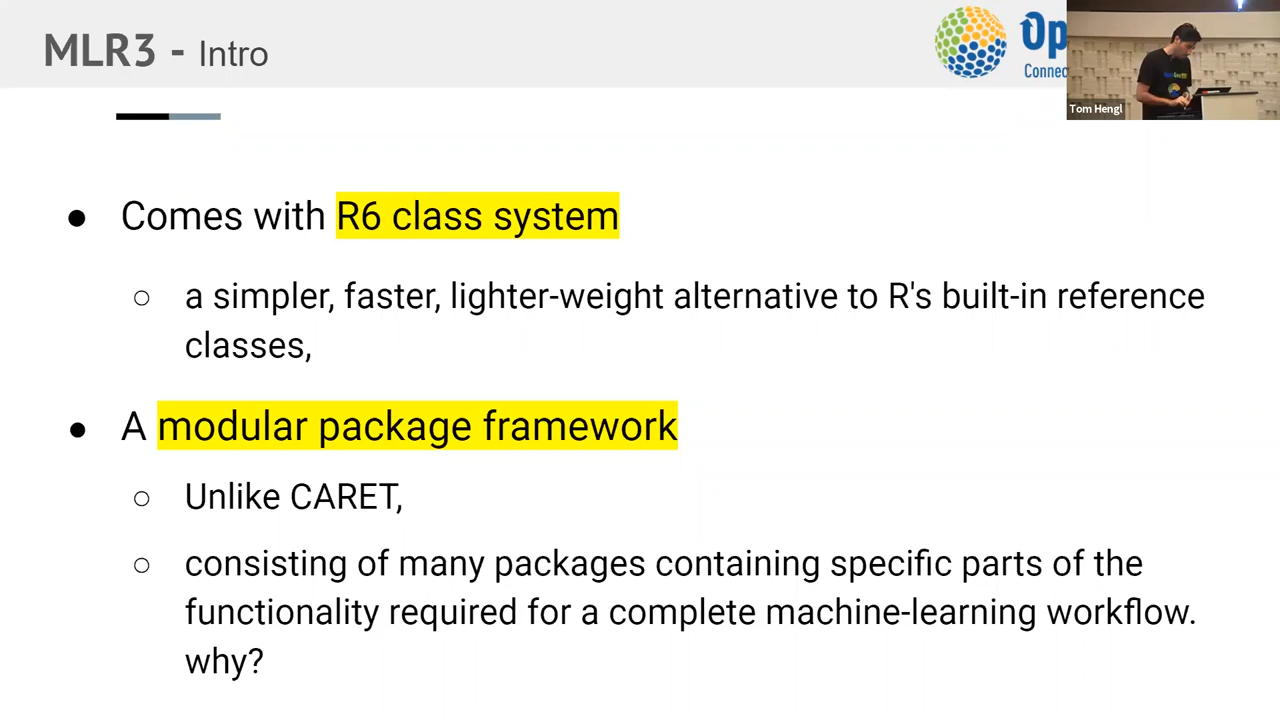 MLR3 - Intro
Op
Connec
Tom Hengl
● Comes with R6 class system
○ a simpler, faster, lighter-weight alternative to R's built-in reference
classes,
● A modular package framework
○ Unlike CARET,
○ consisting of many packages containing specific parts of the
functionality required for a complete machine-learning workflow.
why?